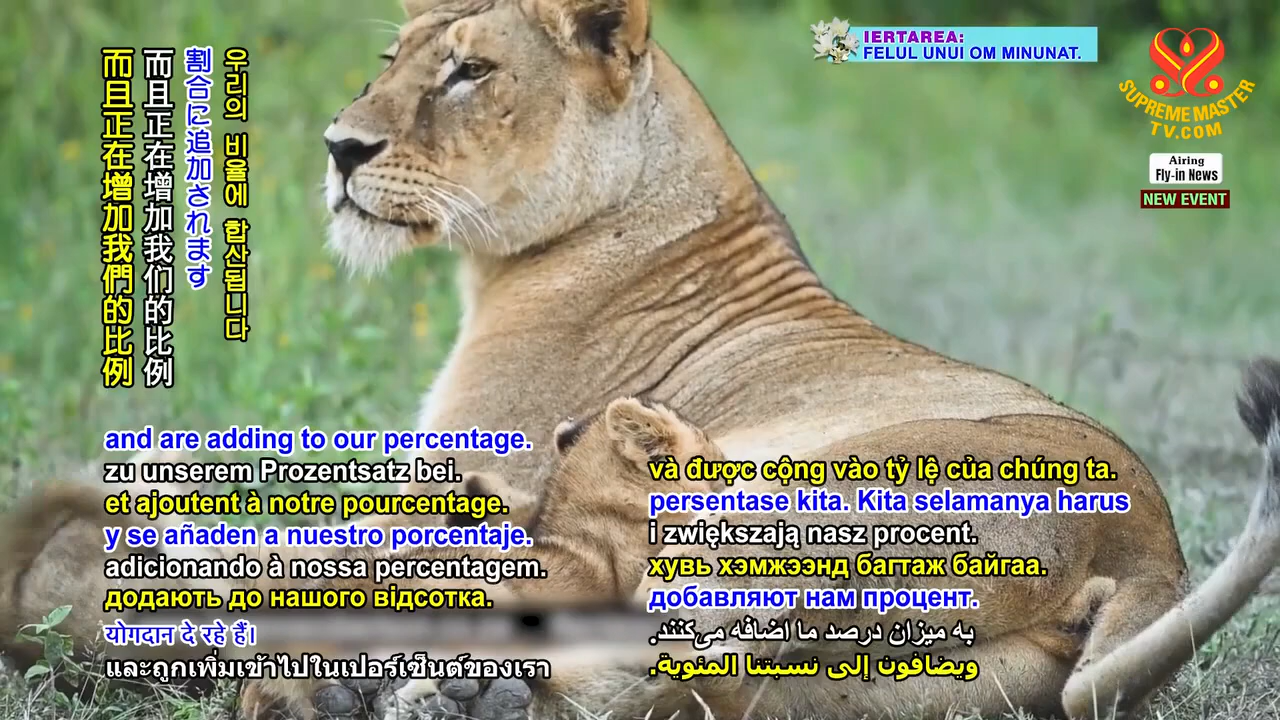 IERTAREA:
FELUL UNUI OM MINUNAT.
SUPREME MASTER
TV.COM
Airing
Fly-in News
NEW EVENT
우리의 비율에 합산됩니다
割合に追加されます
而且正在增加我们的比例
而且正在增加我們的比例
and are adding to our percentage.
zu unserem Prozentsatz bei.
et ajoutent à notre pourcentage.
y se añaden a nuestro porcentaje.
adicionando à nossa percentagem.
додають до нашого відсотка.
योगदान दे रहे हैं।
และถูกเพิ่มเข้าไปในเปอร์เซ็นต์ของเรา
và được cộng vào tỷ lệ của chúng ta.
persentase kita. Kita selamanya harus
i zwiększają nasz procent.
хувь хэмжээнд багтаж байгаа.
добавляют нам процент.
به میزان درصد ما اضافه می‌کنند.
ويضافون إلى نسبتنا المئوية.